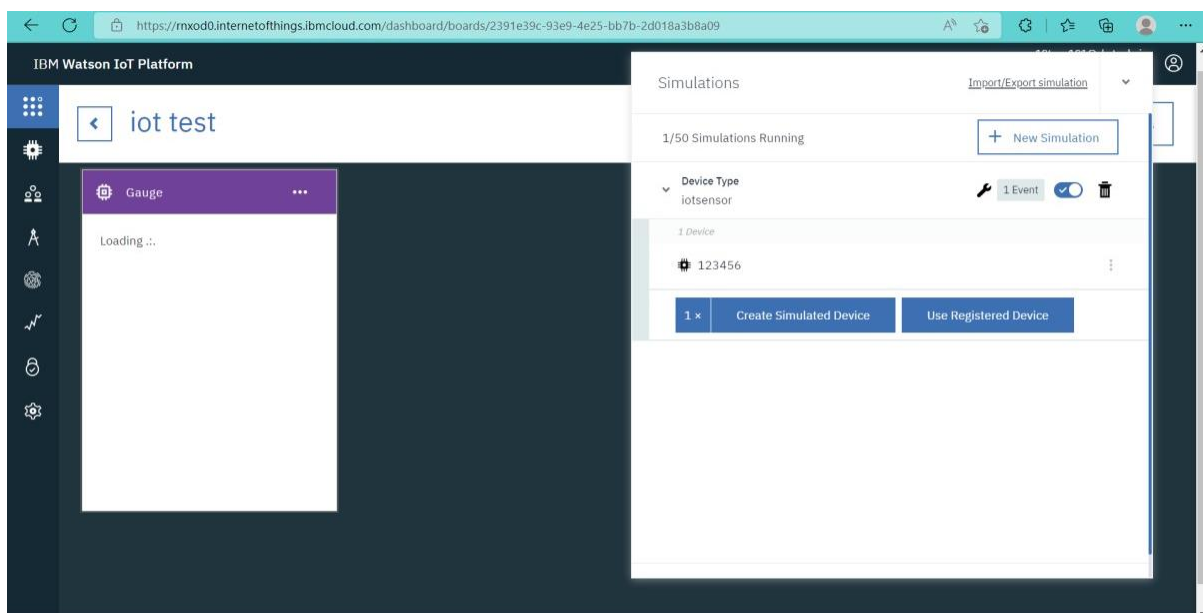 https://rnxod0.internetofthings.ibmcloud.com/dashboard/boards/2391e39c-93e9-4e25-bb7b-2d018a3b8a09
IBM Watson IoT Platform
iot test
Gauge
Loading .:.
Simulations
Import/Export simulation
1/50 Simulations Running
+ New Simulation
Device Type
iotsensor
1 Event
1 Device
123456
1 ×
Create Simulated Device
Use Registered Device